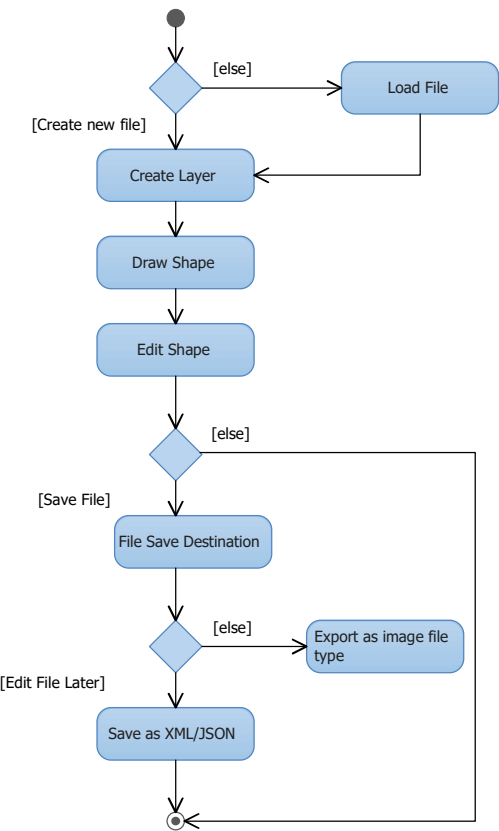 [else]
Load File
[Create new file]
Create Layer
Draw Shape
Edit Shape
[else]
[Save File]
File Save Destination
[else]
Export as image file
type
[Edit File Later]
Save as XML/JSON